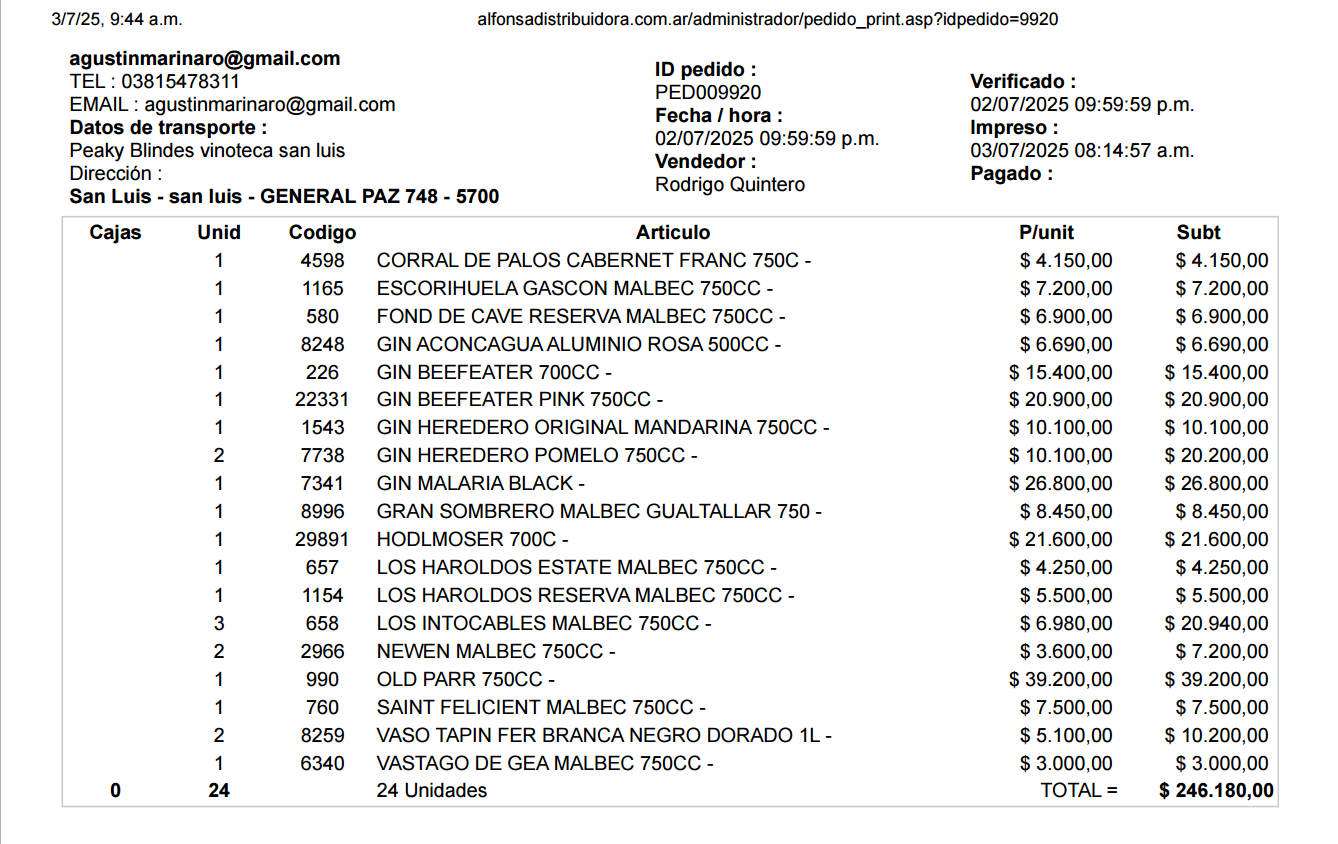 3/7/25, 9:44 a.m. alfonsadistribuidora.com.ar/administrador/pedido_print.asp?idpedido=9920
agustinmarinaro@gmail.com
TEL : 03815478311
EMAIL : agustinmarinaro@gmail.com
Datos de transporte :
Peaky Blindes vinoteca san luis
Dirección :
San Luis - san luis - GENERAL PAZ 748 - 5700
ID pedido :
PED009920
Fecha / hora :
02/07/2025 09:59:59 p.m.
Vendedor :
Rodrigo Quintero
Verificado :
02/07/2025 09:59:59 p.m.
Impreso :
03/07/2025 08:14:57 a.m.
Pagado :
Cajas Unid Codigo Articulo P/unit Subt
1 4598 CORRAL DE PALOS CABERNET FRANC 750C - $ 4.150,00 $ 4.150,00
1 1165 ESCORIHUELA GASCON MALBEC 750CC - $ 7.200,00 $ 7.200,00
1 580 FOND DE CAVE RESERVA MALBEC 750CC - $ 6.900,00 $ 6.900,00
1 8248 GIN ACONCAGUA ALUMINIO ROSA 500CC - $ 6.690,00 $ 6.690,00
1 226 GIN BEEFEATER 700CC - $ 15.400,00 $ 15.400,00
1 22331 GIN BEEFEATER PINK 750CC - $ 20.900,00 $ 20.900,00
1 1543 GIN HEREDERO ORIGINAL MANDARINA 750CC - $ 10.100,00 $ 10.100,00
2 7738 GIN HEREDERO POMELO 750CC - $ 10.100,00 $ 20.200,00
1 7341 GIN MALARIA BLACK - $ 26.800,00 $ 26.800,00
1 8996 GRAN SOMBRERO MALBEC GUALTALLAR 750 - $ 8.450,00 $ 8.450,00
1 29891 HODLMOSER 700C - $ 21.600,00 $ 21.600,00
1 657 LOS HAROLDOS ESTATE MALBEC 750CC - $ 4.250,00 $ 4.250,00
1 1154 LOS HAROLDOS RESERVA MALBEC 750CC - $ 5.500,00 $ 5.500,00
3 658 LOS INTOCABLES MALBEC 750CC - $ 6.980,00 $ 20.940,00
2 2966 NEWEN MALBEC 750CC - $ 3.600,00 $ 7.200,00
1 990 OLD PARR 750CC - $ 39.200,00 $ 39.200,00
1 760 SAINT FELICIENT MALBEC 750CC - $ 7.500,00 $ 7.500,00
2 8259 VASO TAPIN FER BRANCA NEGRO DORADO 1L - $ 5.100,00 $ 10.200,00
1 6340 VASTAGO DE GEA MALBEC 750CC - $ 3.000,00 $ 3.000,00
0 24 24 Unidades TOTAL = $ 246.180,00